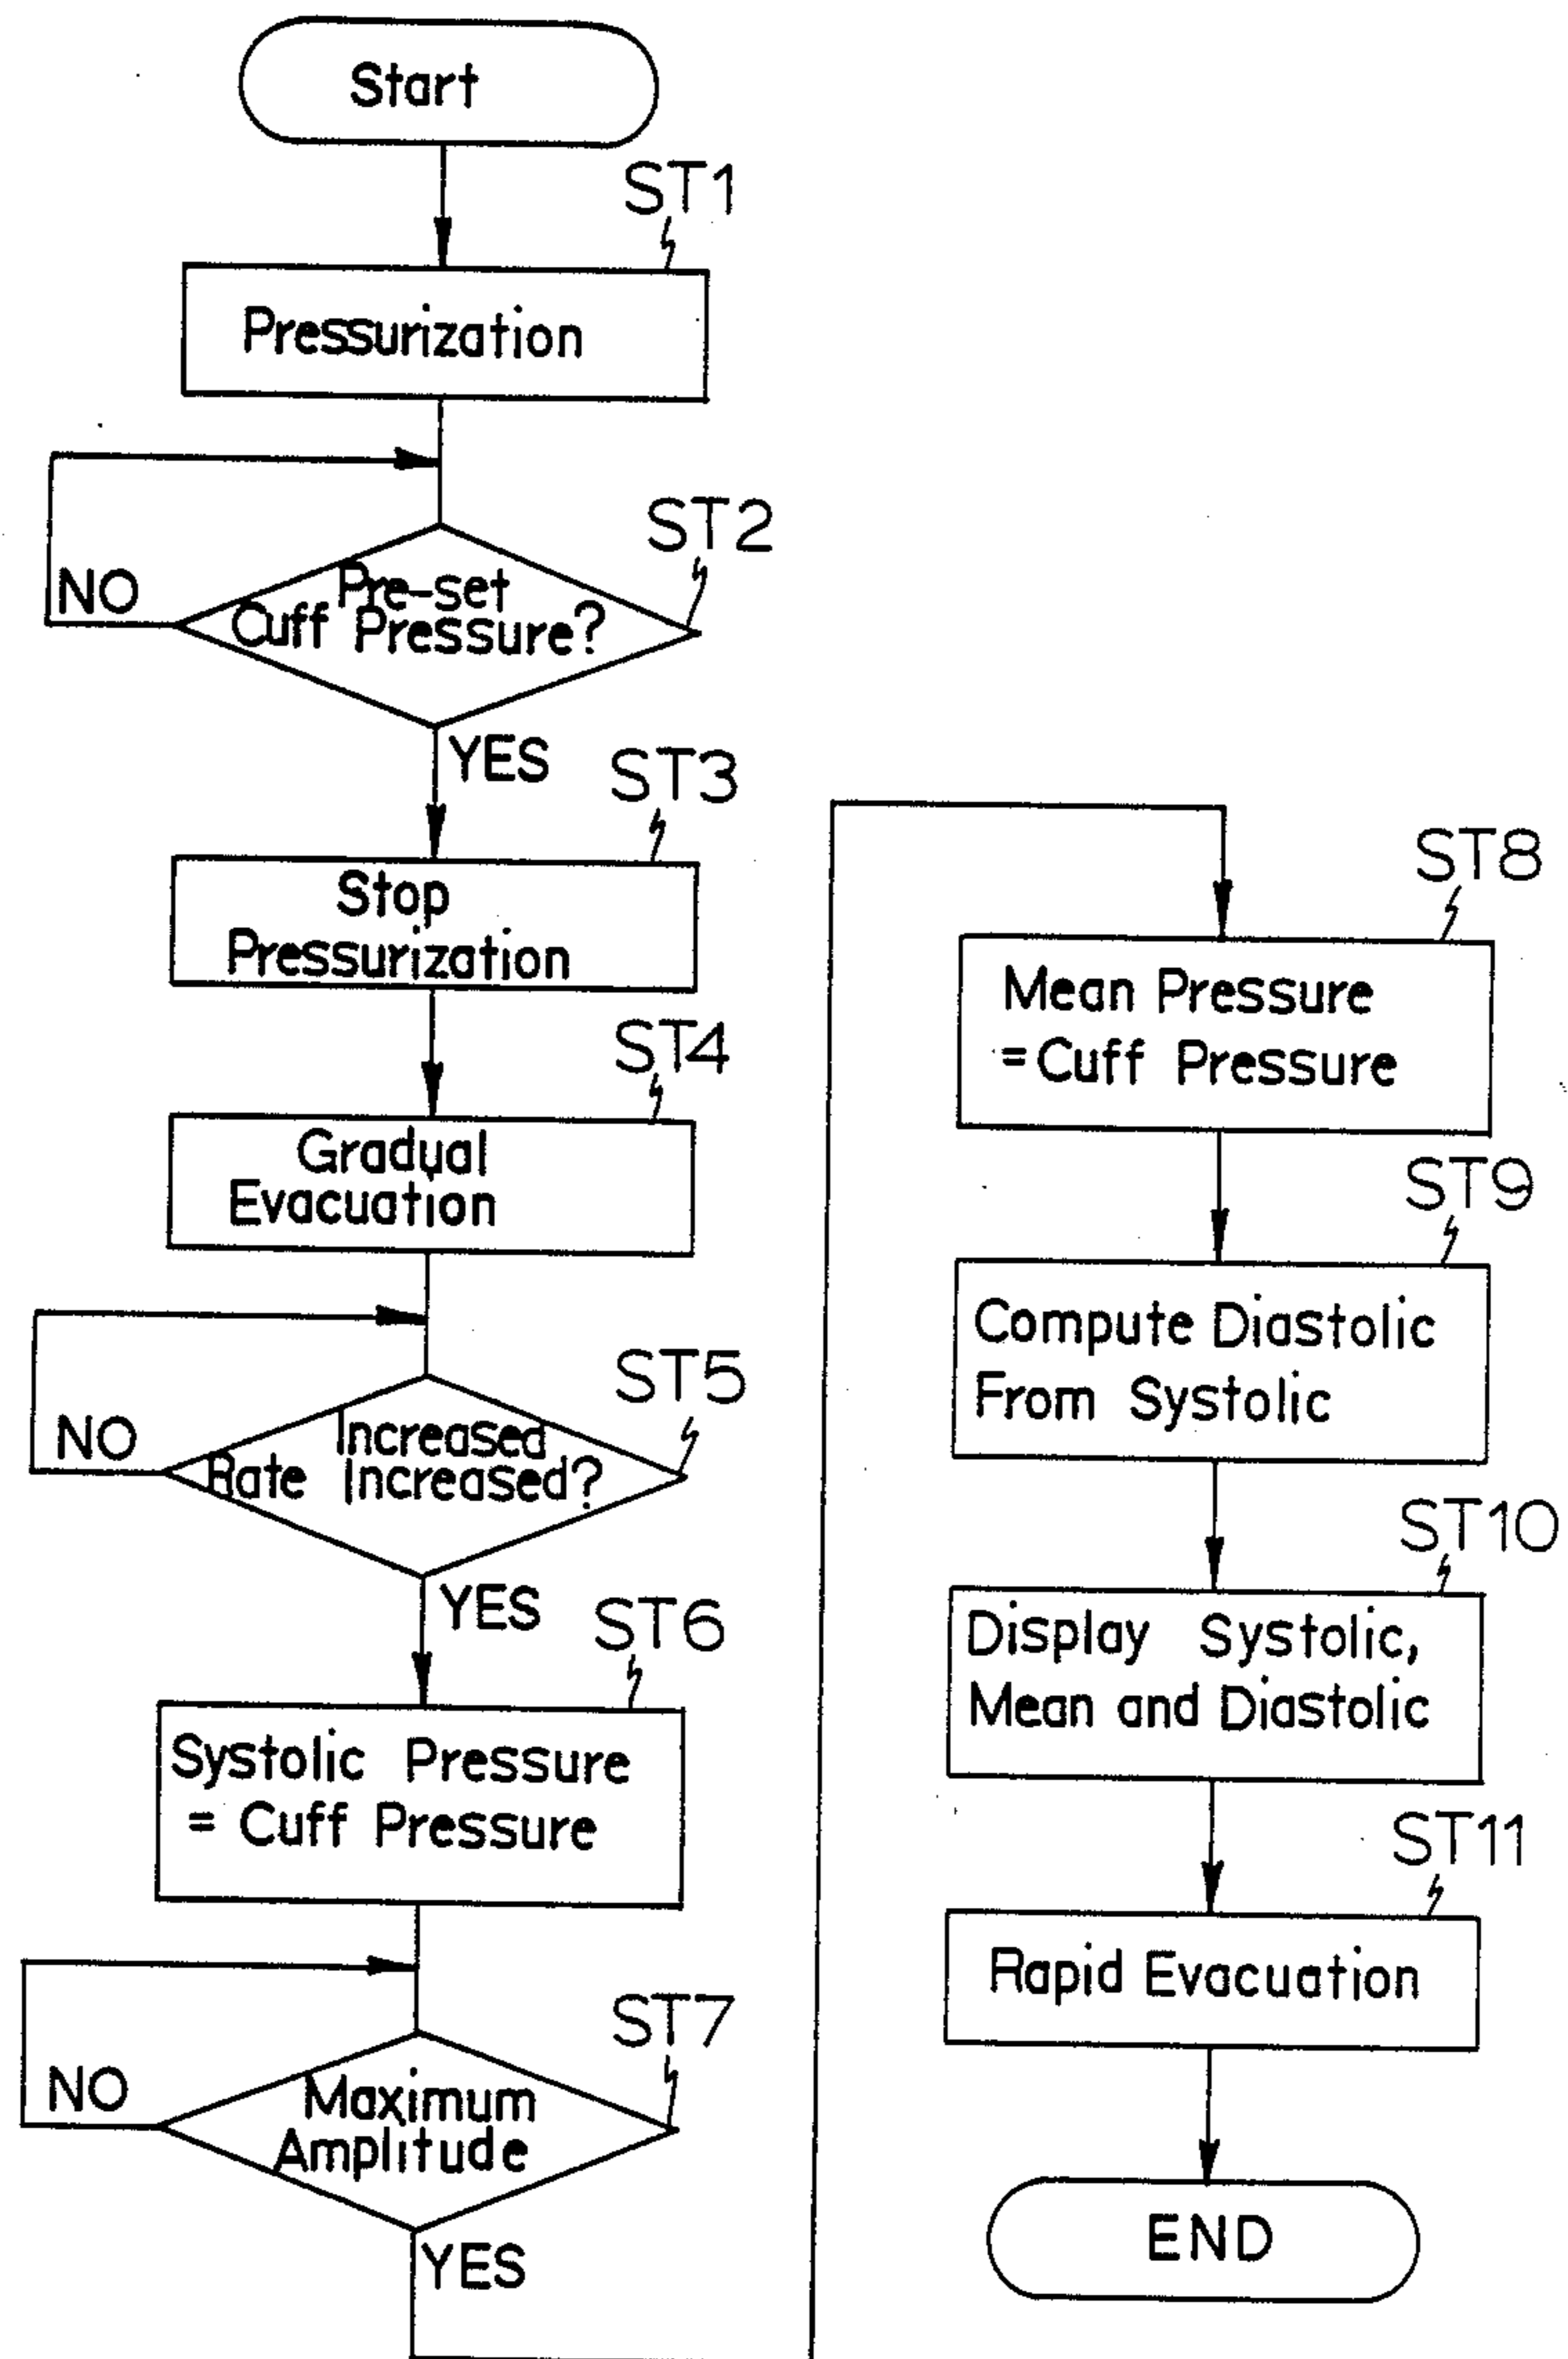 Start
ST1
Pressurization
ST2
NO
Pre-set
Cuff Pressure?
YES
ST3
Stop
Pressurization
ST4
Gradual
Evacuation
ST5
NO
Increased
Rate Increased?
YES
ST6
Systolic Pressure
= Cuff Pressure
ST7
NO
Maximum
Amplitude
YES
ST8
Mean Pressure
=Cuff Pressure
ST9
Compute Diastolic
From Systolic
ST10
Display Systolic,
Mean and Diastolic
ST11
Rapid Evacuation
END